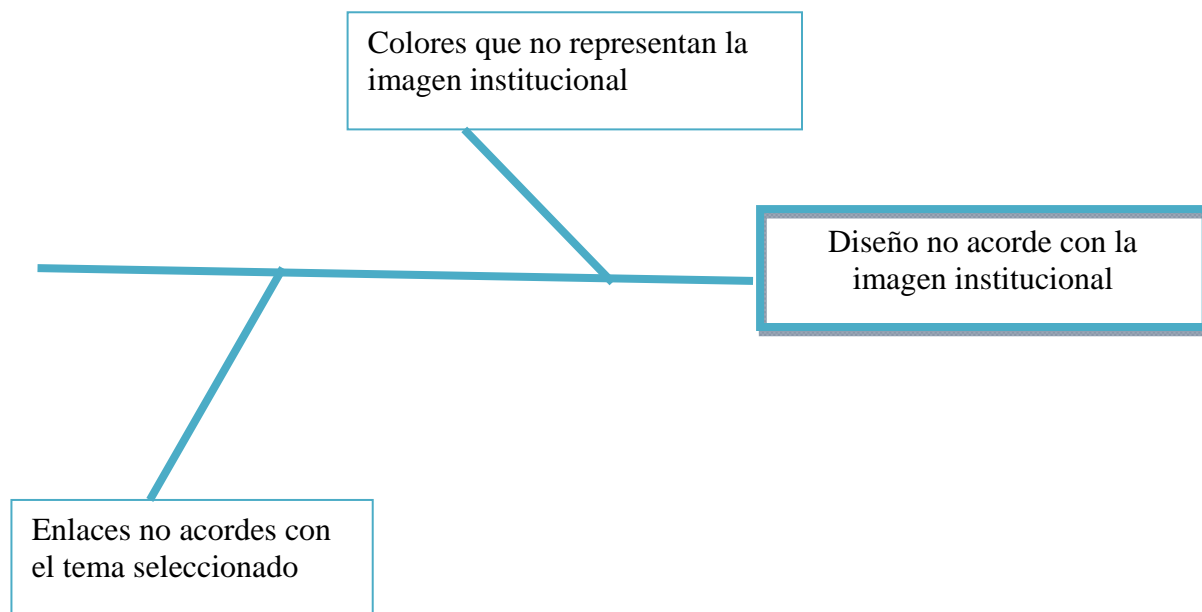 Colores que no representan la
imagen institucional
Diseño no acorde con la
imagen institucional
Enlaces no acordes con
el tema seleccionado